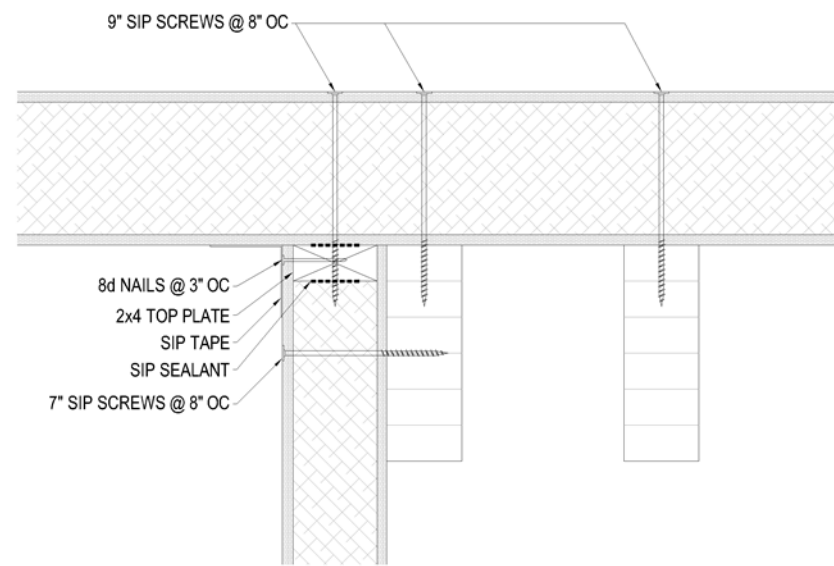 9" SIP SCREWS @ 8" OC
8d NAILS @ 3" OC
2x4 TOP PLATE
SIP TAPE
SIP SEALANT
7" SIP SCREWS @ 8" OC